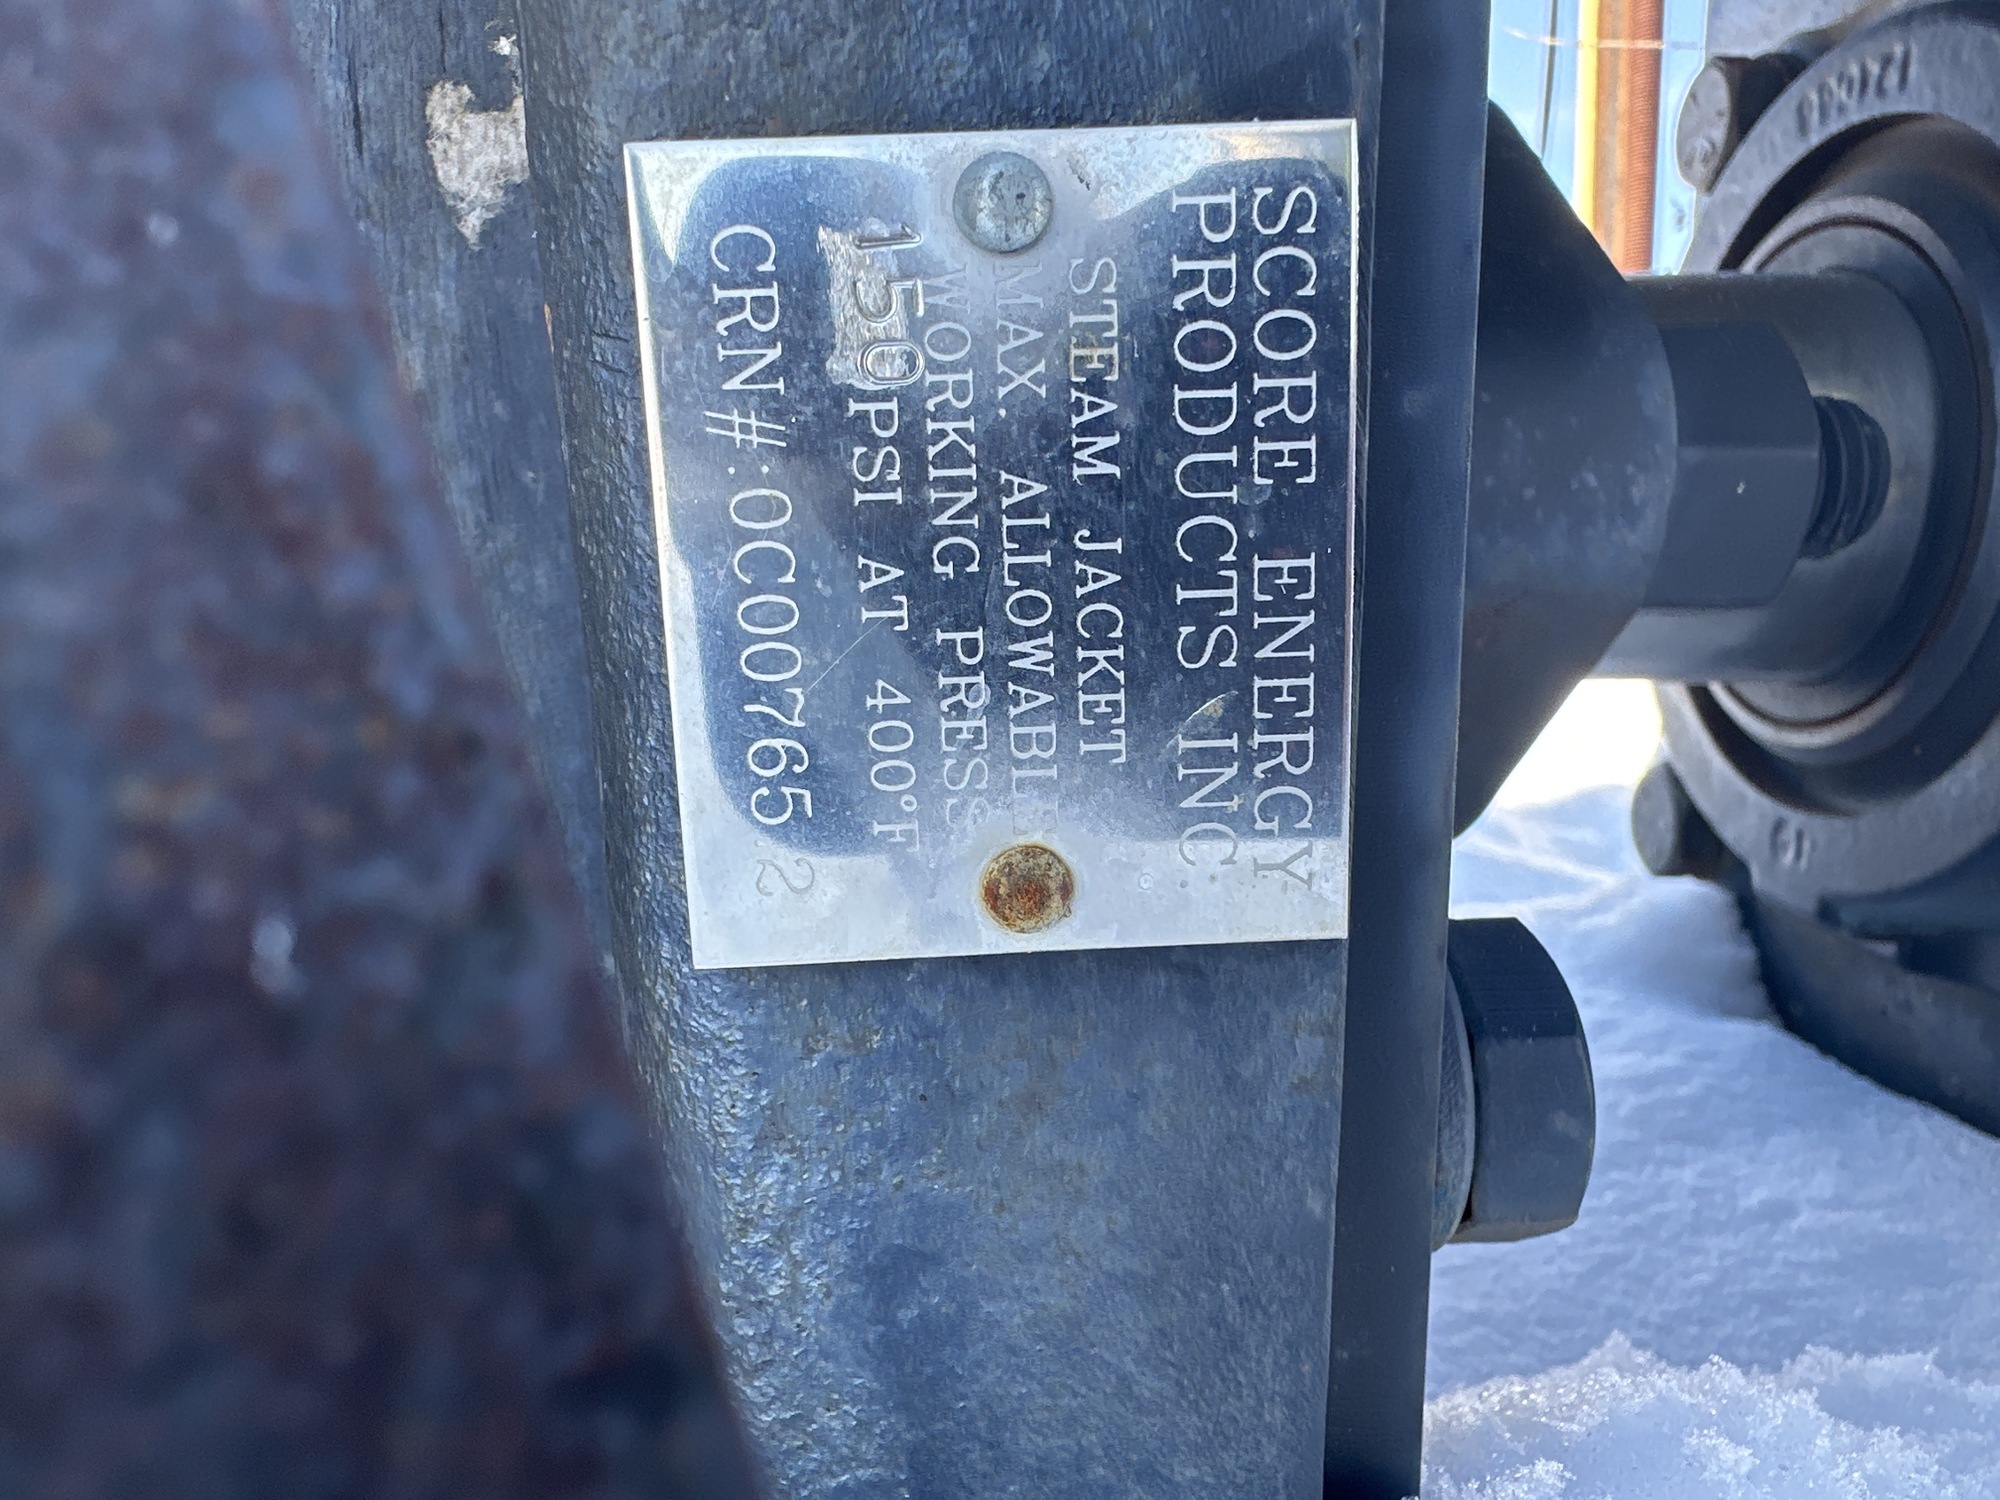 SCORE ENERGY
PRODUCTS INC
STEAM JACKET
MAX. ALLOWABLE
WORKING PRESS
150 PSI AT 400°F
CRN#:0C00765.2